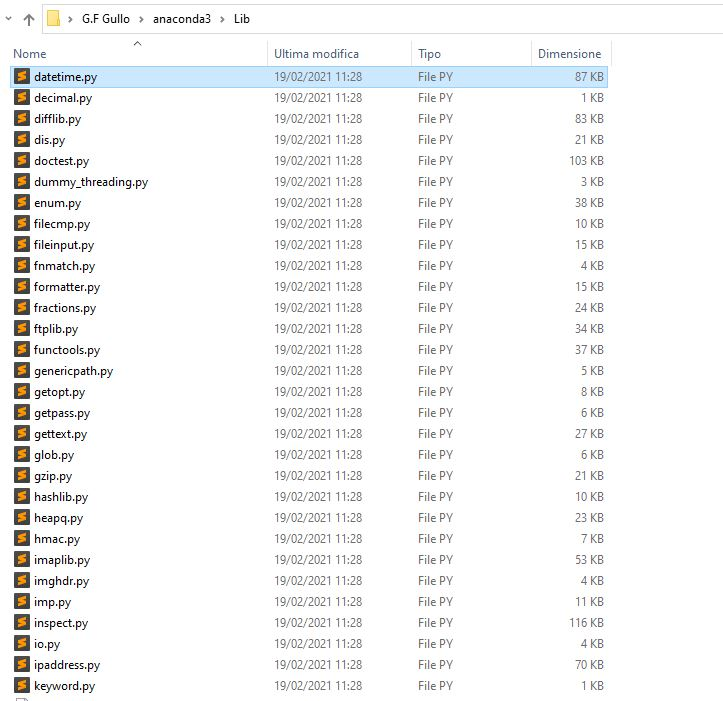 G.F Gullo > anaconda3 > Lib
Nome Ultima modifica Tipo Dimensione
datetime.py 19/02/2021 11:28 File PY 87 KB
decimal.py 19/02/2021 11:28 File PY 1 KB
difflib.py 19/02/2021 11:28 File PY 83 KB
dis.py 19/02/2021 11:28 File PY 21 KB
doctest.py 19/02/2021 11:28 File PY 103 KB
dummy_threading.py 19/02/2021 11:28 File PY 3 KB
enum.py 19/02/2021 11:28 File PY 38 KB
filecmp.py 19/02/2021 11:28 File PY 10 KB
fileinput.py 19/02/2021 11:28 File PY 15 KB
fnmatch.py 19/02/2021 11:28 File PY 4 KB
formatter.py 19/02/2021 11:28 File PY 15 KB
fractions.py 19/02/2021 11:28 File PY 24 KB
ftplib.py 19/02/2021 11:28 File PY 34 KB
functools.py 19/02/2021 11:28 File PY 37 KB
genericpath.py 19/02/2021 11:28 File PY 5 KB
getopt.py 19/02/2021 11:28 File PY 8 KB
getpass.py 19/02/2021 11:28 File PY 6 KB
gettext.py 19/02/2021 11:28 File PY 27 KB
glob.py 19/02/2021 11:28 File PY 6 KB
gzip.py 19/02/2021 11:28 File PY 21 KB
hashlib.py 19/02/2021 11:28 File PY 10 KB
heapq.py 19/02/2021 11:28 File PY 23 KB
hmac.py 19/02/2021 11:28 File PY 7 KB
imaplib.py 19/02/2021 11:28 File PY 53 KB
imghdr.py 19/02/2021 11:28 File PY 4 KB
imp.py 19/02/2021 11:28 File PY 11 KB
inspect.py 19/02/2021 11:28 File PY 116 KB
io.py 19/02/2021 11:28 File PY 4 KB
ipaddress.py 19/02/2021 11:28 File PY 70 KB
keyword.py 19/02/2021 11:28 File PY 1 KB